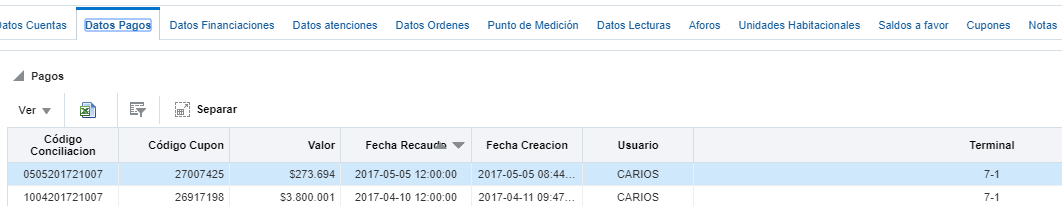 atos Cuentas Datos Pagos Datos Financiaciones Datos atenciones Datos Ordenes Punto de Medición Datos Lecturas Aforos Unidades Habitacionales Saldos a favor Cupones Notas
Pagos
Ver Separar
Código Conciliacion Código Cupon Valor Fecha Recaudo Fecha Creacion Usuario Terminal
0505201721007 27007425 $273.694 2017-05-05 12:00:00 2017-05-05 08:44... CARIOS 7-1
1004201721007 26917198 $3.800.001 2017-04-10 12:00:00 2017-04-11 09:47... CARIOS 7-1